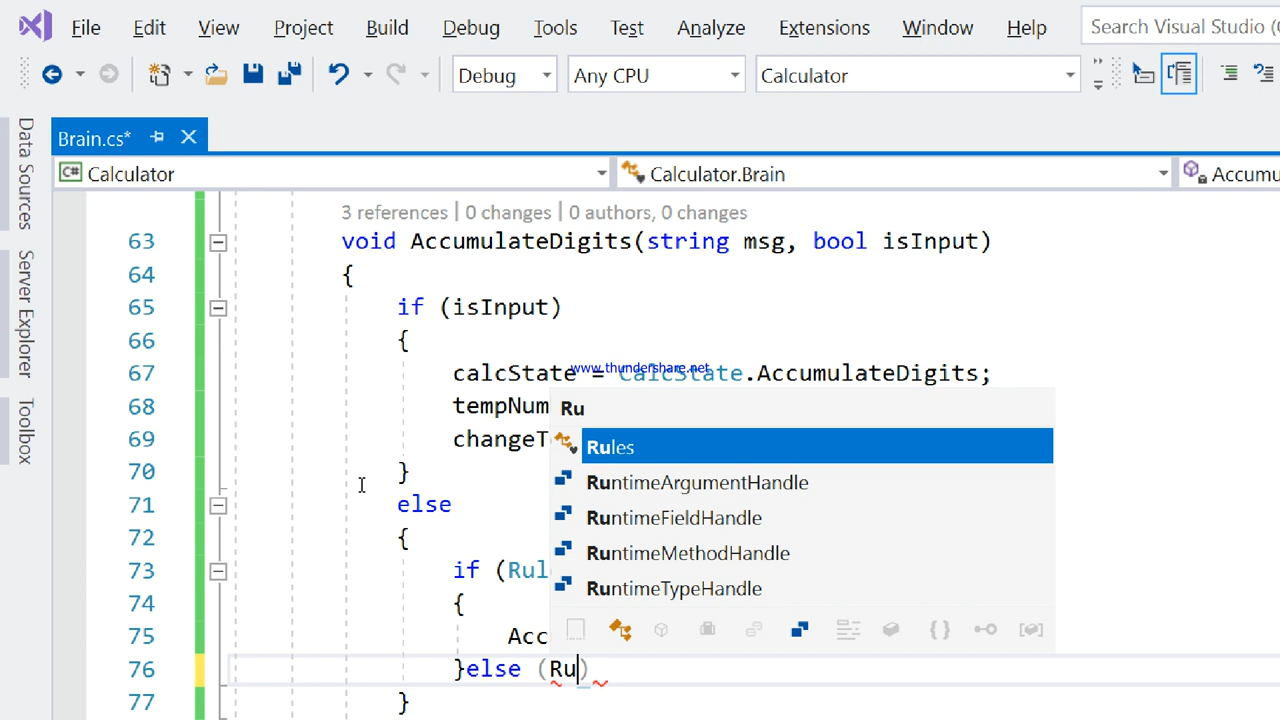 File Edit View Project Build Debug Tools Test Analyze Extensions Window Help Search Visual Studio (
Debug Any CPU Calculator
Brain.cs*
Calculator Calculator.Brain Accumu
Data Sources
Server Explorer
Toolbox
3 references | 0 changes | 0 authors, 0 changes
63 void AccumulateDigits(string msg, bool isInput)
64 {
65 if (isInput)
66 {
www.thundershare.net
67 calcState = CalcState.AccumulateDigits;
68 tempNum
69 changeT
70 }
71 else
72 {
73 if (Rul
74 {
75 Acc
76 }else (Ru)
77 }
Ru
Rules
RuntimeArgumentHandle
RuntimeFieldHandle
RuntimeMethodHandle
RuntimeTypeHandle